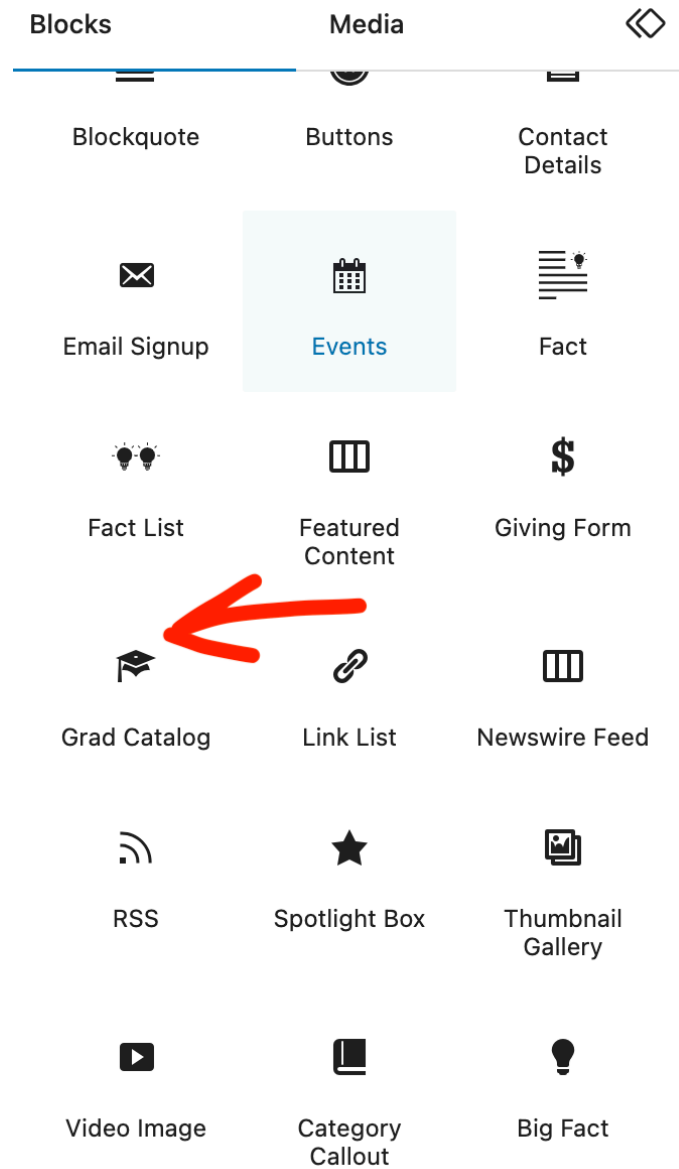 Blocks
Media
Blockquote
Buttons
Contact
Details
Email Signup
Events
Fact
Fact List
Featured
Content
$
Giving Form
Grad Catalog
Link List
Newswire Feed
RSS
Spotlight Box
Thumbnail
Gallery
Video Image
Category
Callout
Big Fact